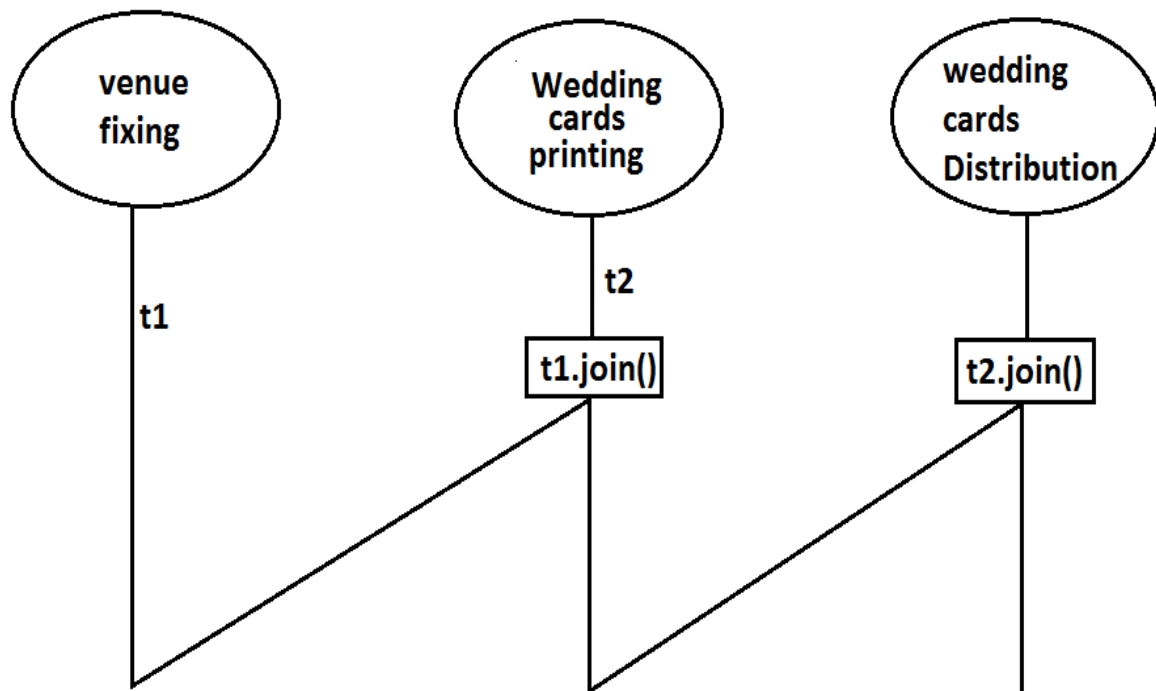 venue
fixing
Wedding
cards
printing
wedding
cards
Distribution
t1
t2
t1.join()
t2.join()